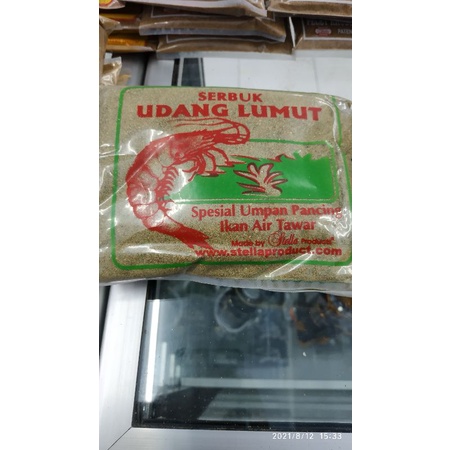 SERBUK
UDANG LUMUT
Spesial Umpan Pancing
Ikan Air Tawar
Made by Stella Products
www.stellaproduct.com
2021/8/12 15:33